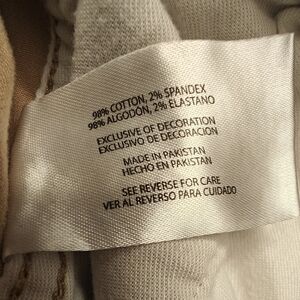 98% COTTON, 2% SPANDEX
98% ALGODÓN, 2% ELASTANO
EXCLUSIVE OF DECORATION
EXCLUSIVO DE DECORACION
MADE IN PAKISTAN
HECHO EN PAKISTAN
SEE REVERSE FOR CARE
VER AL REVERSO PARA CUIDADO